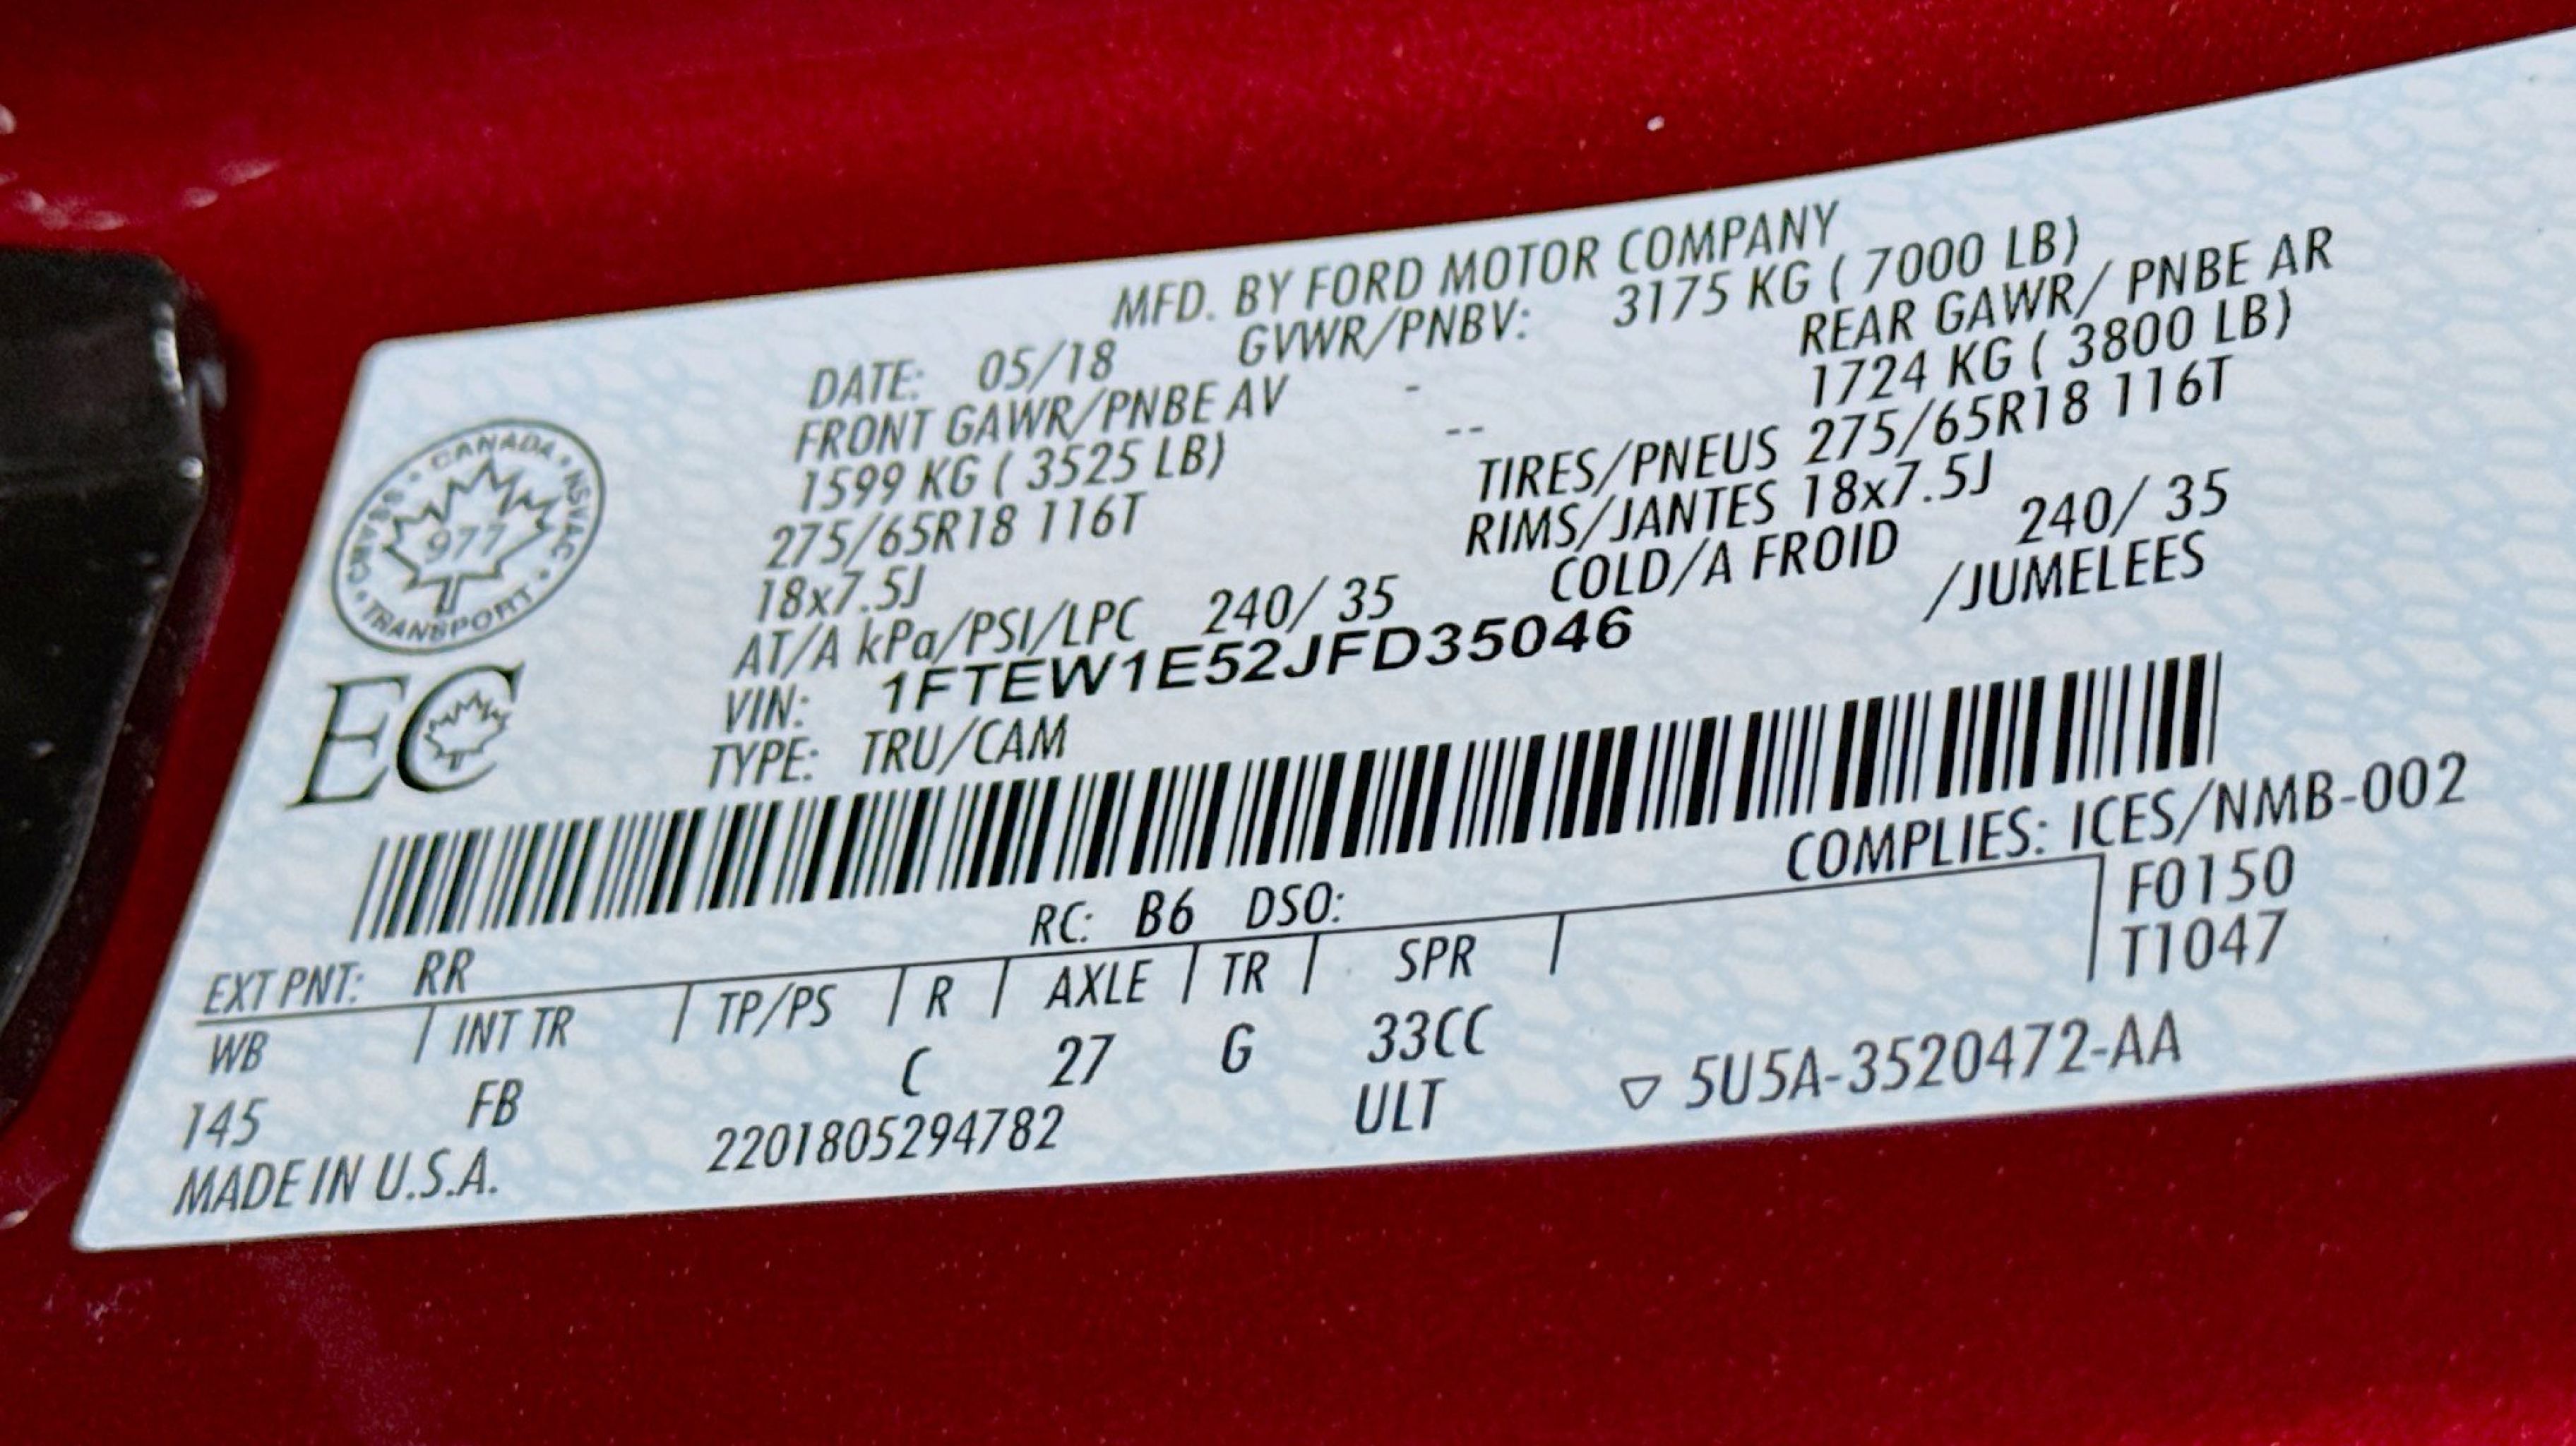 MFD. BY FORD MOTOR COMPANY
DATE: 05/18 GVWR/PNBV: 3175 KG ( 7000 LB)
FRONT GAWR/PNBE AV - REAR GAWR/ PNBE AR
1599 KG ( 3525 LB) -- 1724 KG ( 3800 LB)
275/65R18 116T TIRES/PNEUS 275/65R18 116T
18x7.5J RIMS/JANTES 18x7.5J
AT/A kPa/PSI/LPC 240/ 35 COLD/A FROID 240/ 35
VIN: 1FTEW1E52JFD35046 /JUMELEES
TYPE: TRU/CAM
CANADA • NSVAC • TRANSPORT • CANADA • SSA
977
EC
COMPLIES: ICES/NMB-002
RC: B6 DSO:
F0150
T1047
EXT PNT: RR
WB INT TR TP/PS R AXLE TR SPR
145 FB C 27 G 33CC
MADE IN U.S.A. 2201805294782 ULT ▽ 5U5A-3520472-AA